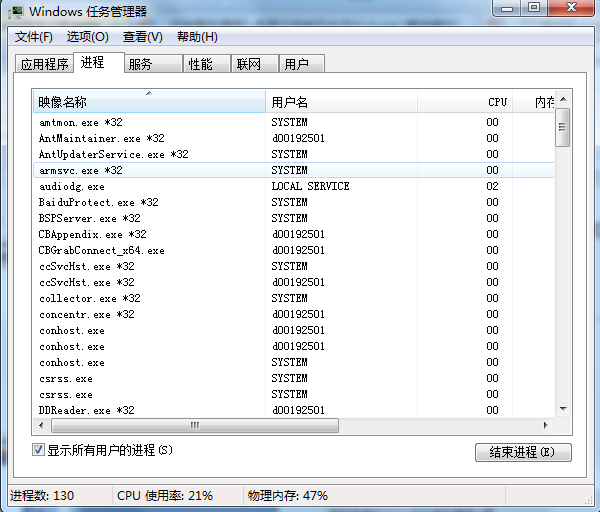 Windows 任务管理器
文件(F) 选项(O) 查看(V) 帮助(H)
应用程序 进程 服务 性能 联网 用户
映像名称 用户名 CPU 内存
amtmon.exe *32 SYSTEM 00
AntMaintainer.exe *32 d00192501 00
AntUpdaterService.exe *32 SYSTEM 00
armsvc.exe *32 SYSTEM 00
audiodg.exe LOCAL SERVICE 02
BaiduProtect.exe *32 SYSTEM 00
BSPServer.exe *32 SYSTEM 00
CBAppendix.exe *32 d00192501 00
CBGrabConnect_x64.exe d00192501 00
ccSvcHst.exe *32 SYSTEM 00
ccSvcHst.exe *32 d00192501 00
collector.exe *32 SYSTEM 00
concentr.exe *32 d00192501 00
conhost.exe d00192501 00
conhost.exe d00192501 00
conhost.exe SYSTEM 00
csrss.exe SYSTEM 00
csrss.exe SYSTEM 00
DDReader.exe *32 d00192501 00
显示所有用户的进程(S) 结束进程(E)
进程数: 130 CPU 使用率: 21% 物理内存: 47%